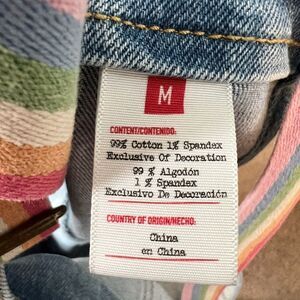 M
CONTENT/CONTENIDO:
99% Cotton 1% Spandex
Exclusive Of Decoration
99 % Algodón
1 % Spandex
Exclusivo De Decoración
COUNTRY OF ORIGIN/HECHO:
China
en China